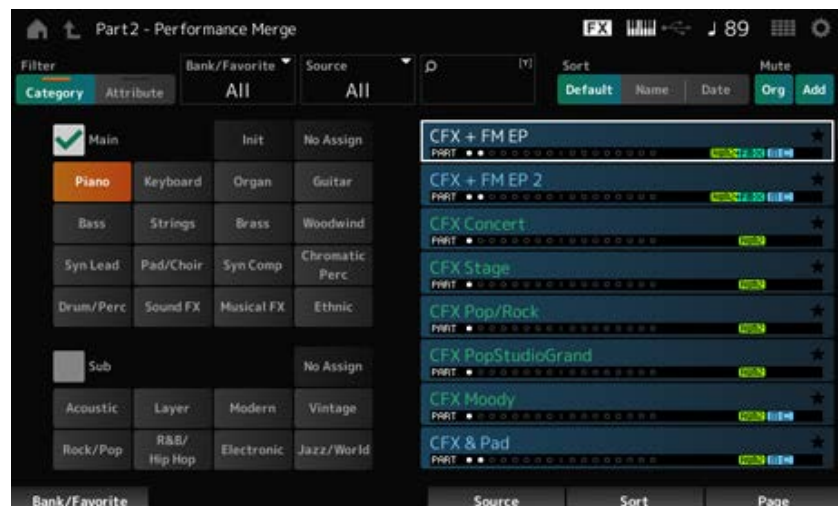 Part2 - Performance Merge FX 89
Filter Bank/Favorite Source [Y] Sort Mute
Category Attribute All All Default Name Date Org Add
Main Init No Assign
Piano Keyboard Organ Guitar
Bass Strings Brass Woodwind
Syn Lead Pad/Choir Syn Comp Chromatic Perc
Drum/Perc Sound FX Musical FX Ethnic
Sub No Assign
Acoustic Layer Modern Vintage
Rock/Pop R&B/ Hip Hop Electronic Jazz/World
CFX + FM EP
PART
CFX + FM EP 2
PART
CFX Concert
PART
CFX Stage
PART
CFX Pop/Rock
PART
CFX PopStudioGrand
PART
CFX Moody
PART
CFX & Pad
PART
Bank/Favorite Source Sort Page